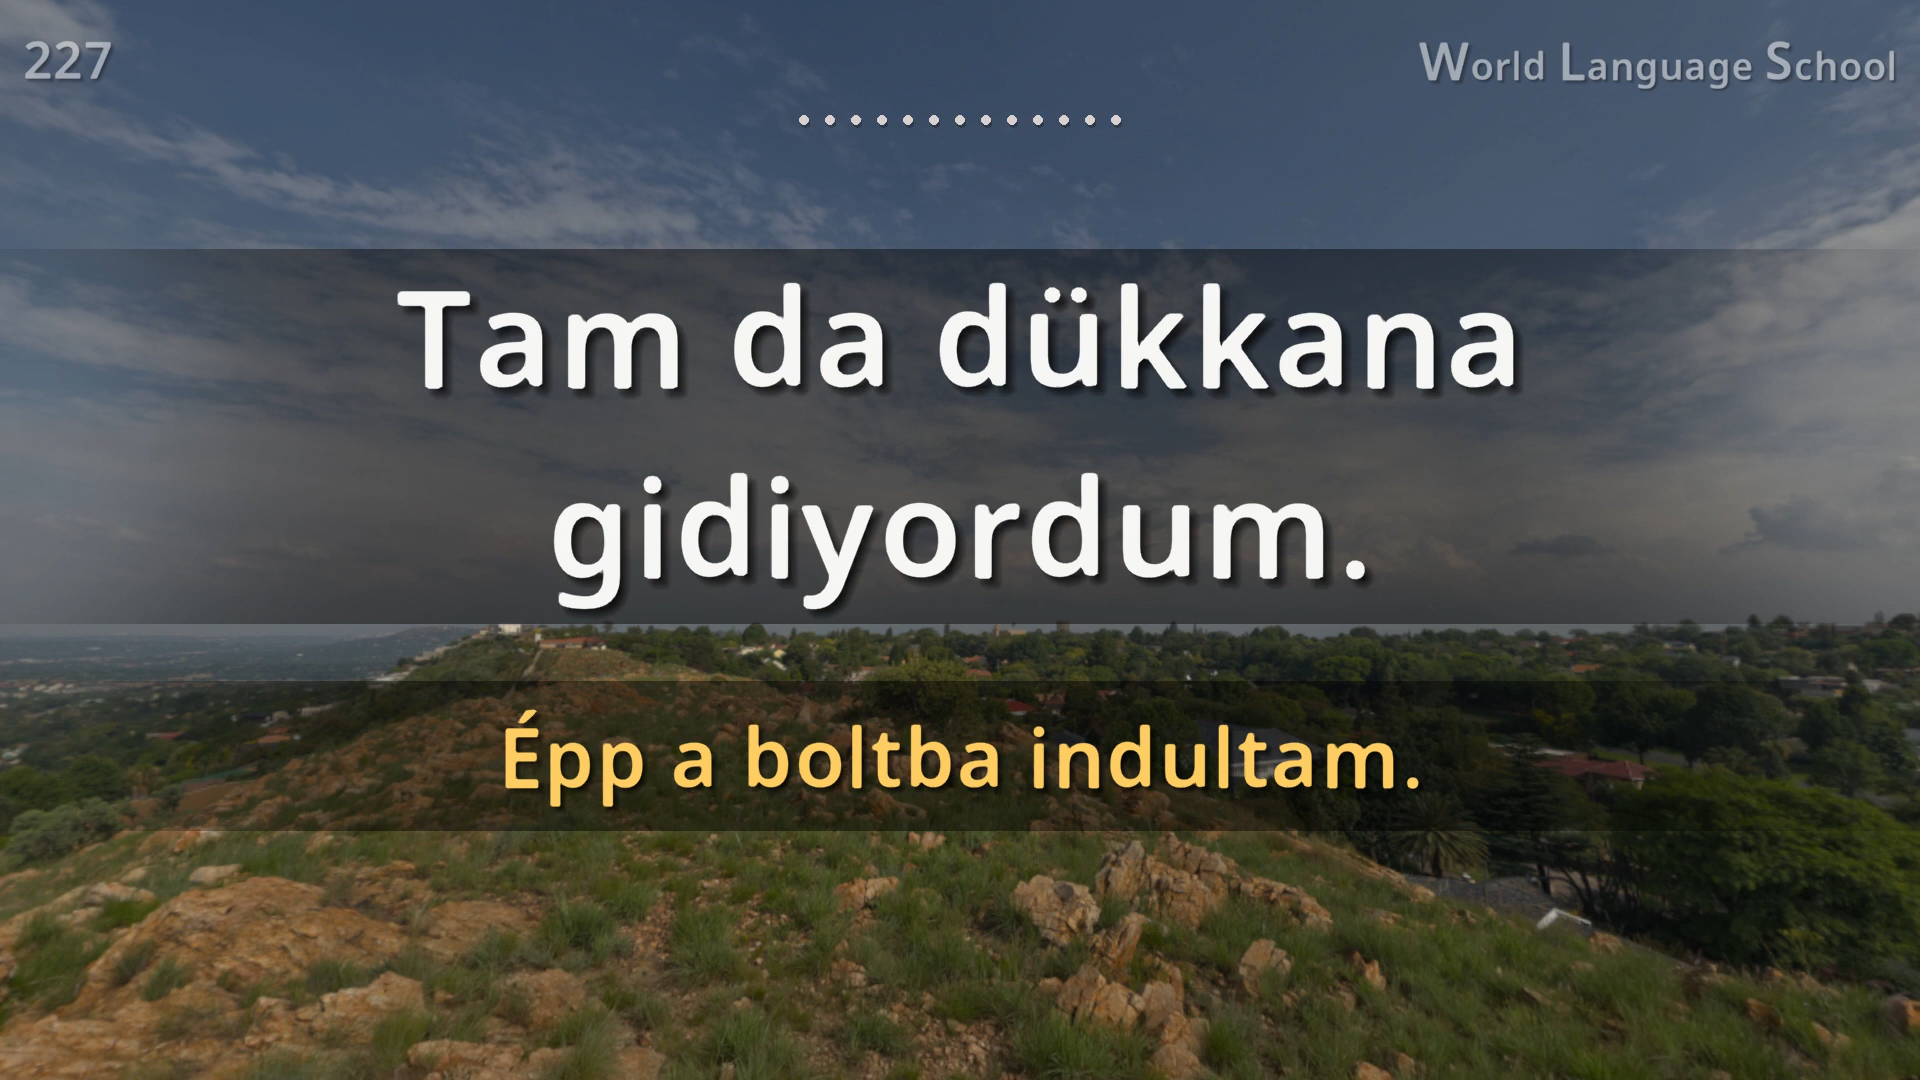 227
World Language School
Tam da dükkana
gidiyordum.
Épp a boltba indultam.